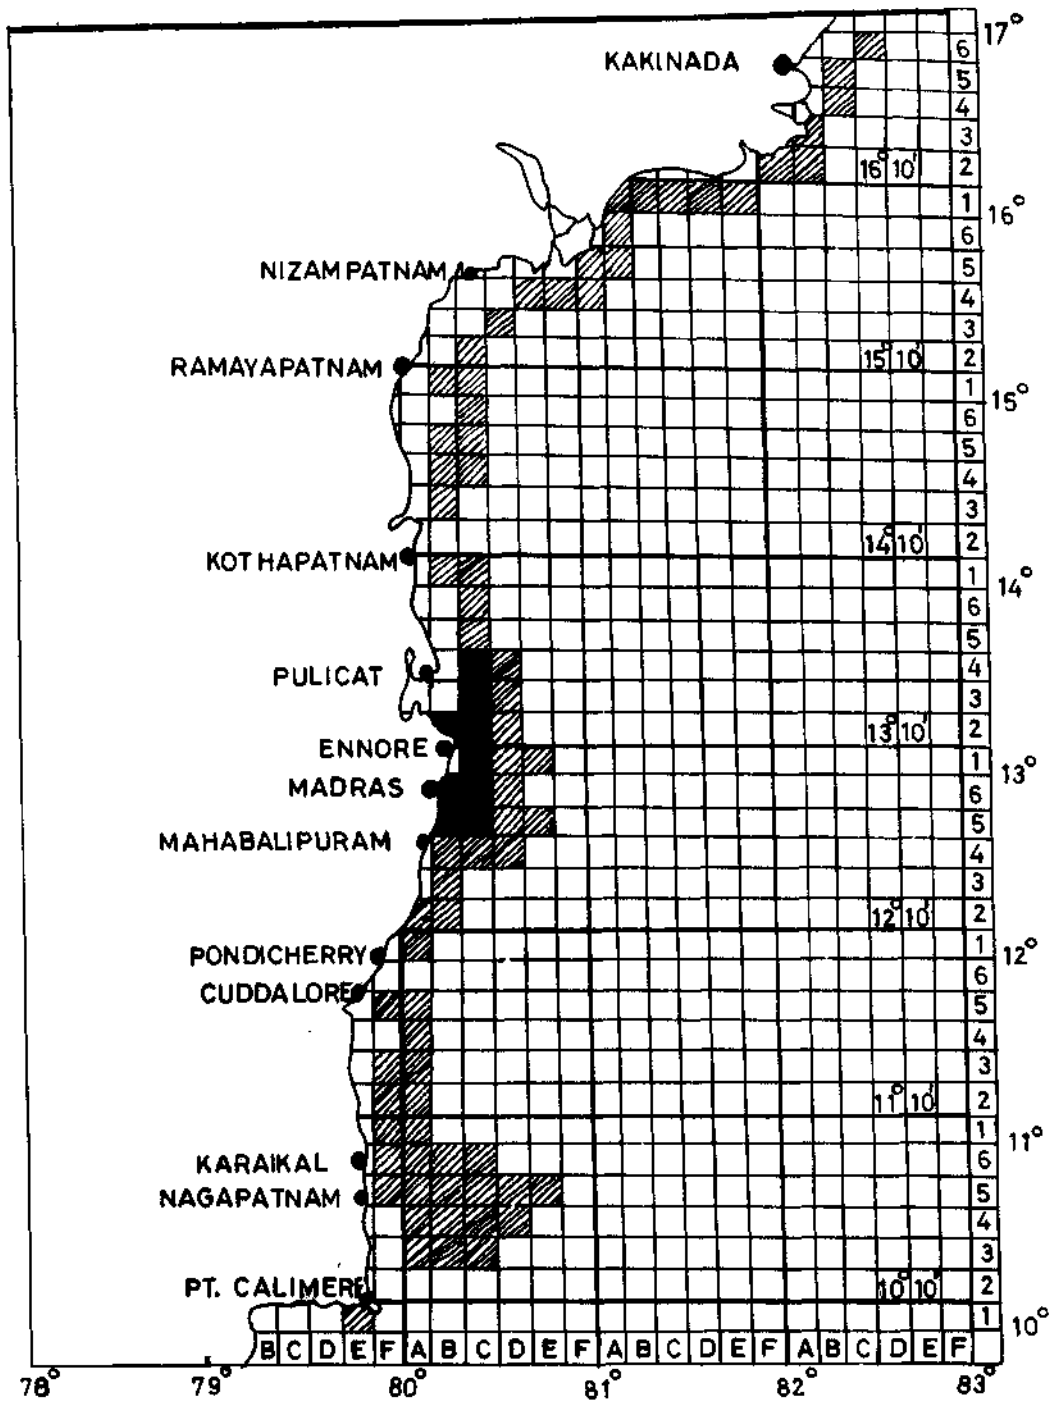 17°
KAKINADA
6
5
4
3
16° 10' 2
1 16°
6
NIZAMPATNAM 5
4
3
RAMAYAPATNAM 15° 10' 2
1 15°
6
5
4
3
14° 10' 2
KOTHAPATNAM 1 14°
6
5
PULICAT 4
3
13° 10' 2
ENNORE 1 13°
MADRAS 6
5
MAHABALIPURAM 4
3
12° 10' 2
PONDICHERRY 1 12°
6
CUDDALORE 5
4
3
11° 10' 2
1 11°
KARAIKAL 6
NAGAPATNAM 5
4
3
PT. CALIMERE 10° 10' 2
1 10°
B C D E F A B C D E F A B C D E F A B C D E F
78° 79° 80° 81° 82° 83°